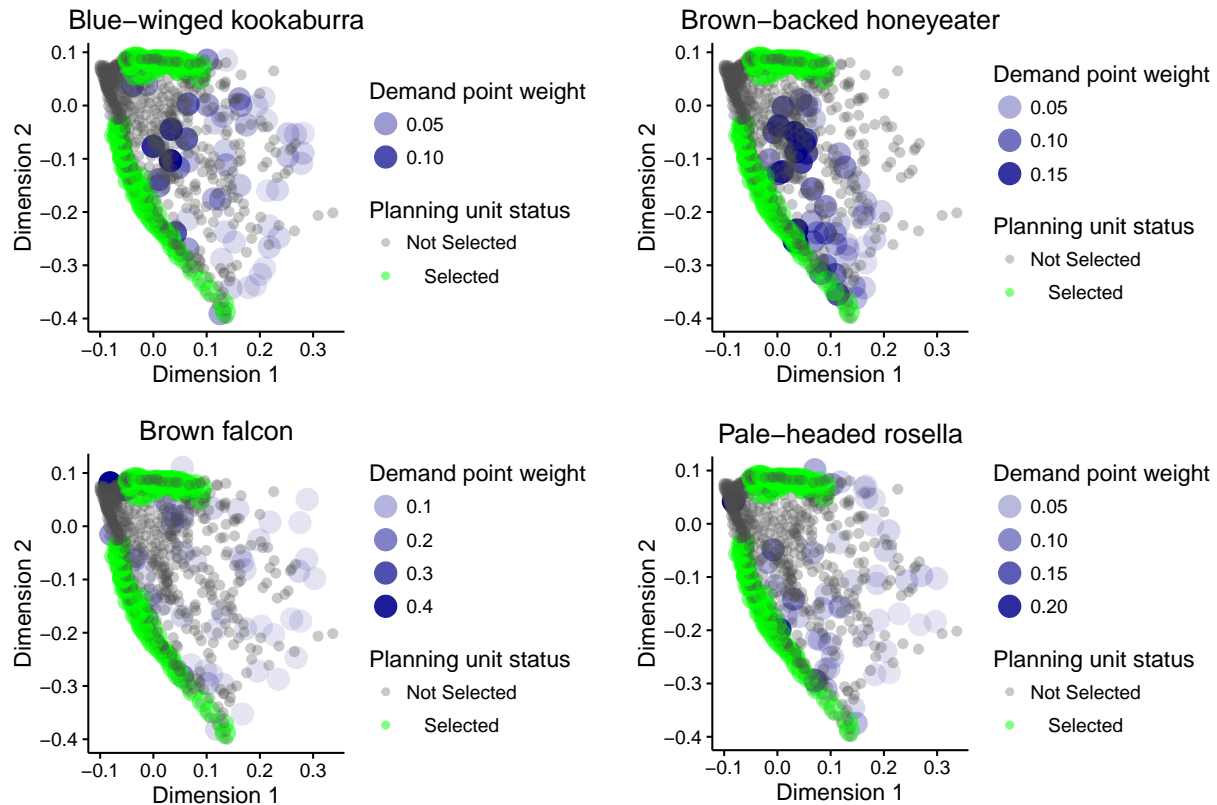 Blue−winged kookaburra
Dimension 2
0.1
0.0
−0.1
−0.2
−0.3
−0.4
−0.1 0.0 0.1 0.2 0.3
Dimension 1
Demand point weight
0.05
0.10
Planning unit status
Not Selected
Selected
Brown−backed honeyeater
Dimension 2
0.1
0.0
−0.1
−0.2
−0.3
−0.4
−0.1 0.0 0.1 0.2 0.3
Dimension 1
Demand point weight
0.05
0.10
0.15
Planning unit status
Not Selected
Selected
Brown falcon
Dimension 2
0.1
0.0
−0.1
−0.2
−0.3
−0.4
−0.1 0.0 0.1 0.2 0.3
Dimension 1
Demand point weight
0.1
0.2
0.3
0.4
Planning unit status
Not Selected
Selected
Pale−headed rosella
Dimension 2
0.1
0.0
−0.1
−0.2
−0.3
−0.4
−0.1 0.0 0.1 0.2 0.3
Dimension 1
Demand point weight
0.05
0.10
0.15
0.20
Planning unit status
Not Selected
Selected